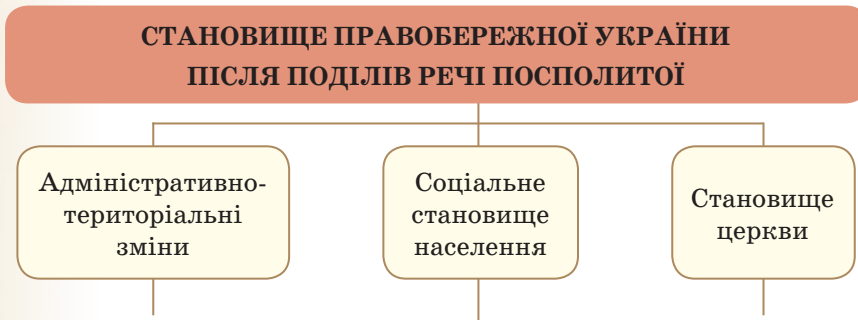 СТАНОВИЩЕ ПРАВОБЕРЕЖНОЇ УКРАЇНИ
ПІСЛЯ ПОДІЛІВ РЕЧІ ПОСПОЛИТОЇ
Адміністративно-
територіальні
зміни
Соціальне
становище
населення
Становище
церкви